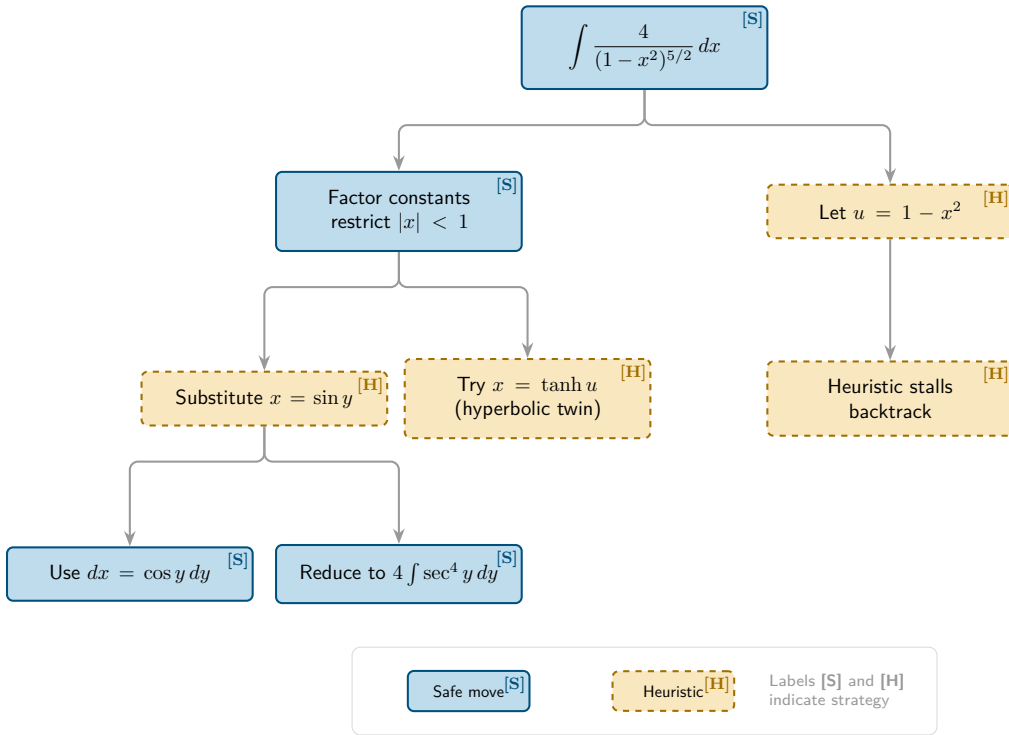 [S]
∫ 4/(1 − x²)^{5/2} dx
[S]
Factor constants
restrict |x| < 1
[H]
Let u = 1 − x²
[H]
Substitute x = sin y
[H]
Try x = tanh u
(hyperbolic twin)
[H]
Heuristic stalls
backtrack
[S]
Use dx = cos y dy
[S]
Reduce to 4 ∫ sec⁴ y dy
Safe move [S]
Heuristic [H]
Labels [S] and [H]
indicate strategy